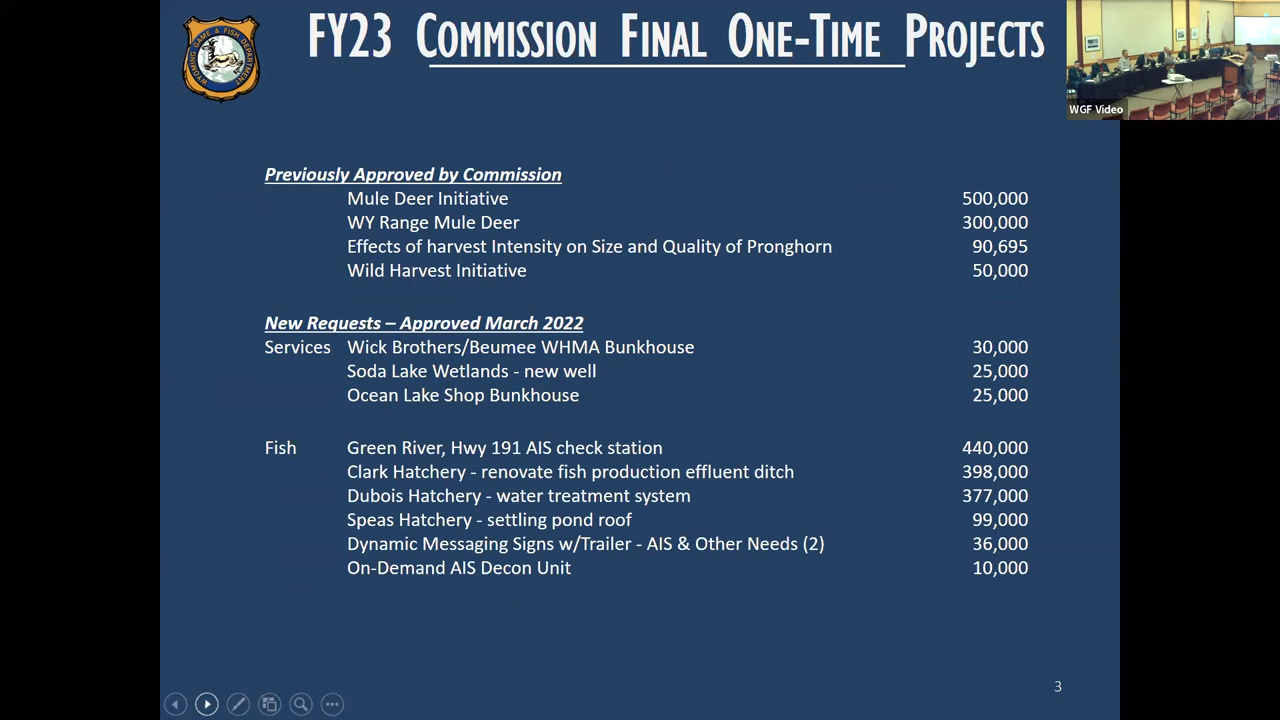 FY23 Commission Final One-Time Projects
WYOMING GAME & FISH DEPARTMENT
WGF Video
Previously Approved by Commission
Mule Deer Initiative 500,000
WY Range Mule Deer 300,000
Effects of harvest Intensity on Size and Quality of Pronghorn 90,695
Wild Harvest Initiative 50,000
New Requests – Approved March 2022
Services Wick Brothers/Beumee WHMA Bunkhouse 30,000
Soda Lake Wetlands - new well 25,000
Ocean Lake Shop Bunkhouse 25,000
Fish Green River, Hwy 191 AIS check station 440,000
Clark Hatchery - renovate fish production effluent ditch 398,000
Dubois Hatchery - water treatment system 377,000
Speas Hatchery - settling pond roof 99,000
Dynamic Messaging Signs w/Trailer - AIS & Other Needs (2) 36,000
On-Demand AIS Decon Unit 10,000
3